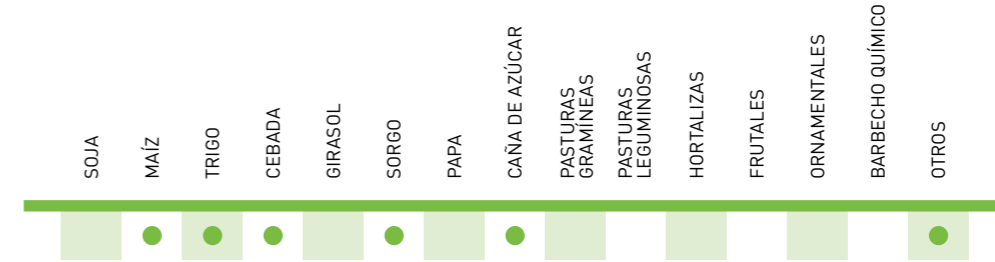 SOJA
MAÍZ
TRIGO
CEBADA
GIRASOL
SORGO
PAPA
CAÑA DE AZÚCAR
PASTURAS
GRAMÍNEAS
PASTURAS
LEGUMINOSAS
HORTALIZAS
FRUTALES
ORNAMENTALES
BARBECHO QUÍMICO
OTROS